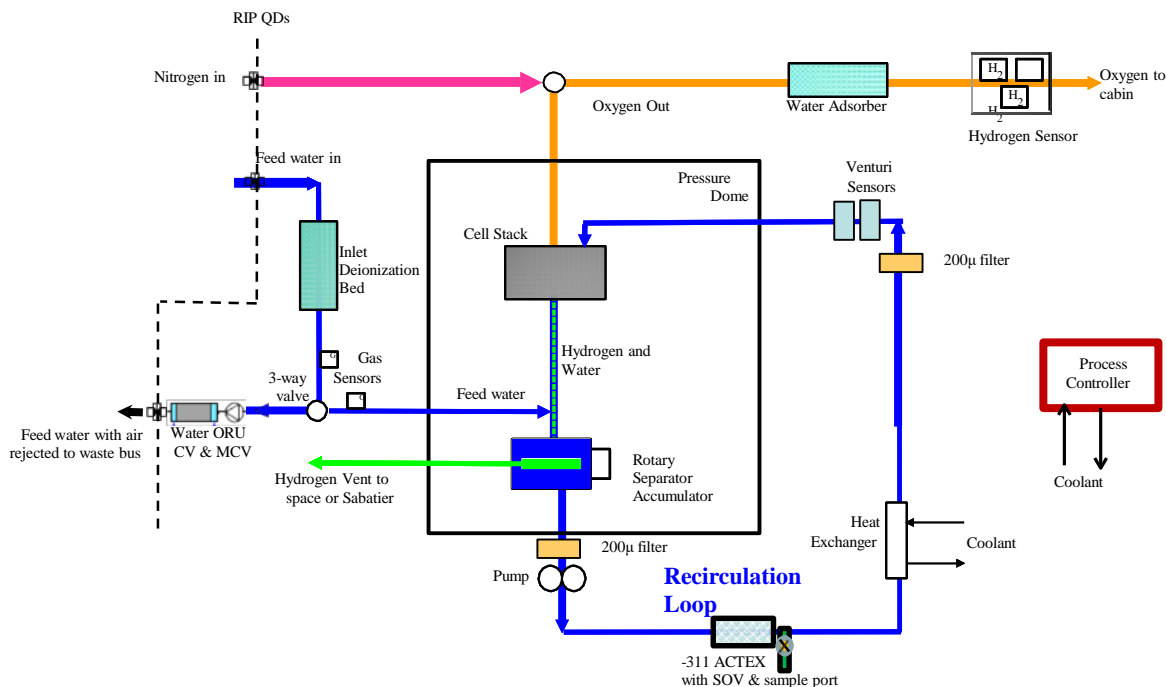 RIP QDs
Nitrogen in
Oxygen Out
Water Adsorber
H2
H2
H2
Hydrogen Sensor
Oxygen to
cabin
Feed water in
Pressure
Dome
Venturi
Sensors
Cell Stack
200µ filter
Inlet
Deionization
Bed
Hydrogen and
Water
G
Gas
Sensors
3-way
valve
Feed water
Process
Controller
Water ORU
CV & MCV
Feed water with air
rejected to waste bus
Hydrogen Vent to
space or Sabatier
Rotary
Separator
Accumulator
Coolant
Heat
Exchanger
Coolant
200µ filter
Pump
Recirculation
Loop
X
-311 ACTEX
with SOV & sample port